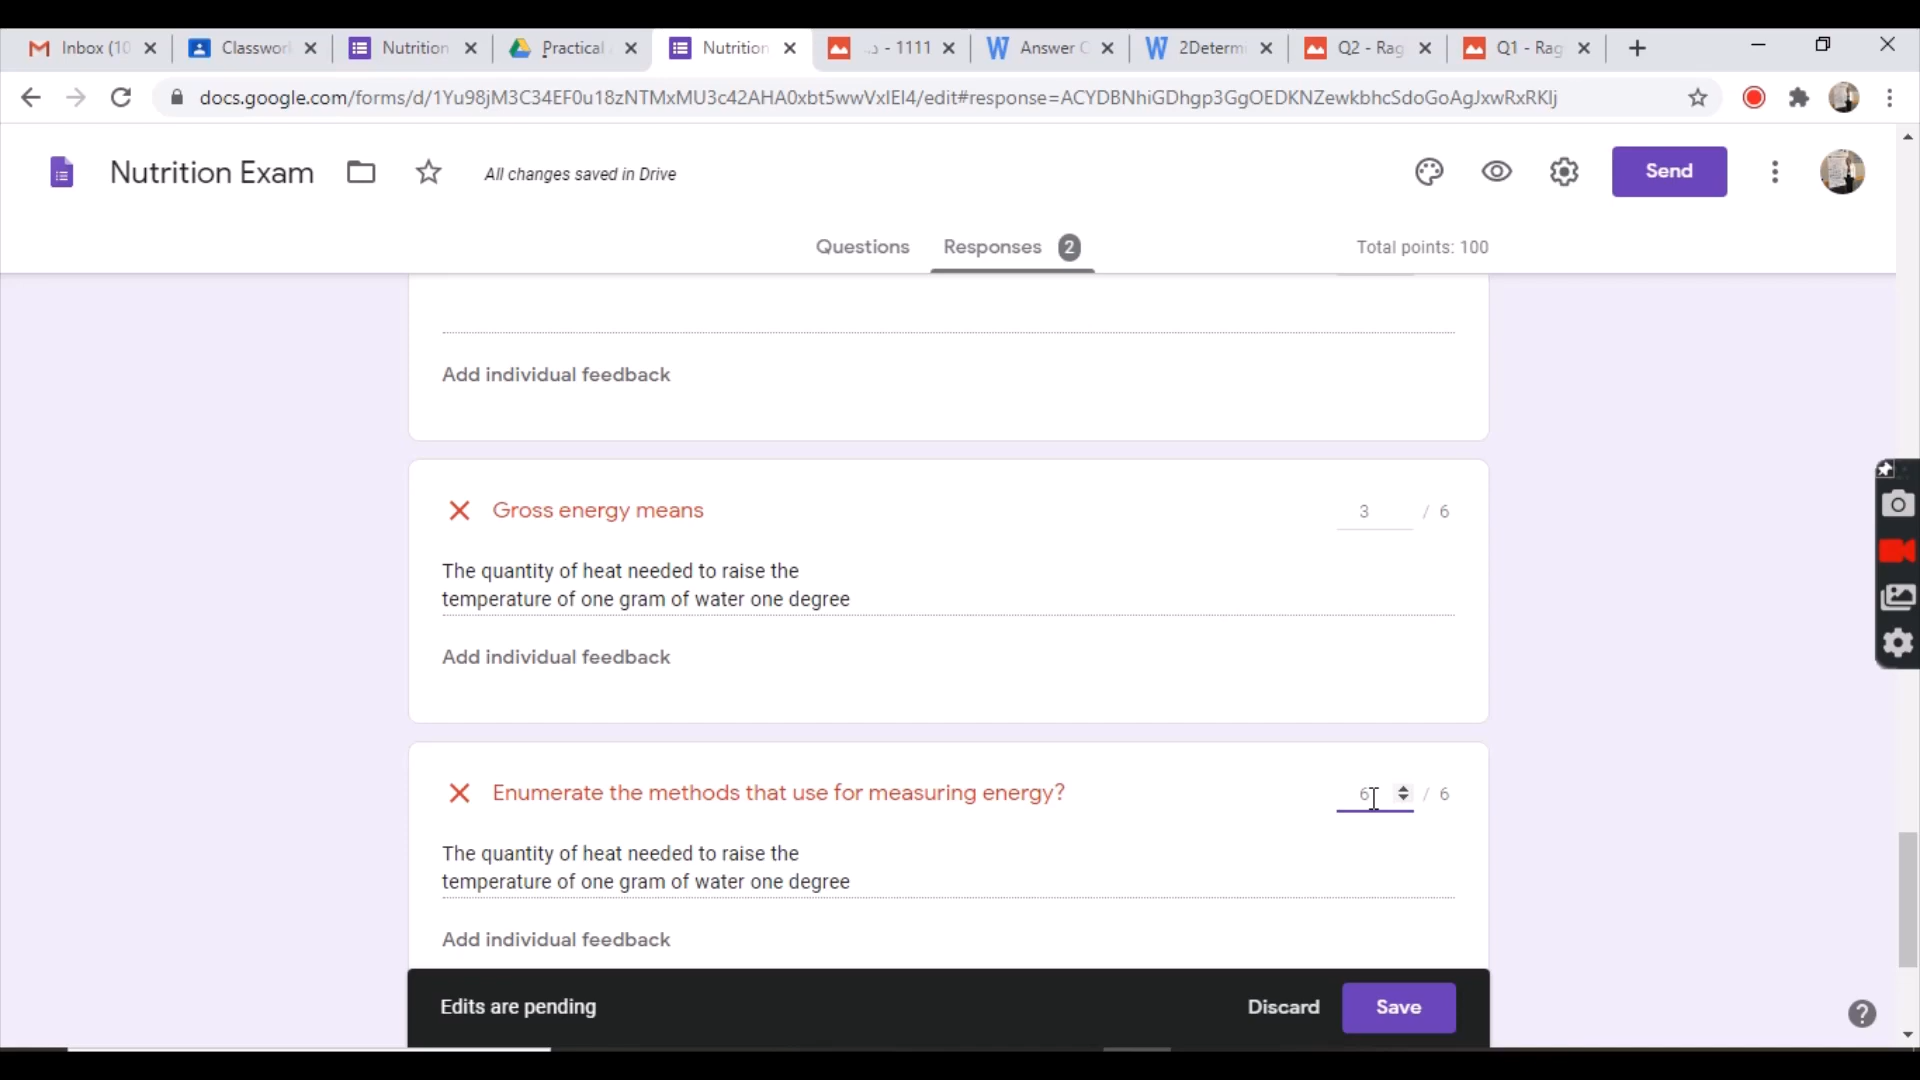 Inbox (10
Classwor
Nutrition
Practical
Nutrition
- 1111
Answer C
2Determi
Q2 - Rag
Q1 - Rag
docs.google.com/forms/d/1Yu98jM3C34EF0u18zNTMxMU3c42AHA0xbt5wwVxIEI4/edit#response=ACYDBNhiGDhgp3GgOEDKNZewkbhcSdoGoAgJxwRxRKIj
Nutrition Exam
All changes saved in Drive
Send
Questions
Responses 2
Total points: 100
Add individual feedback
Gross energy means
3 / 6
The quantity of heat needed to raise the
temperature of one gram of water one degree
Add individual feedback
Enumerate the methods that use for measuring energy?
6 / 6
The quantity of heat needed to raise the
temperature of one gram of water one degree
Add individual feedback
Edits are pending
Discard
Save